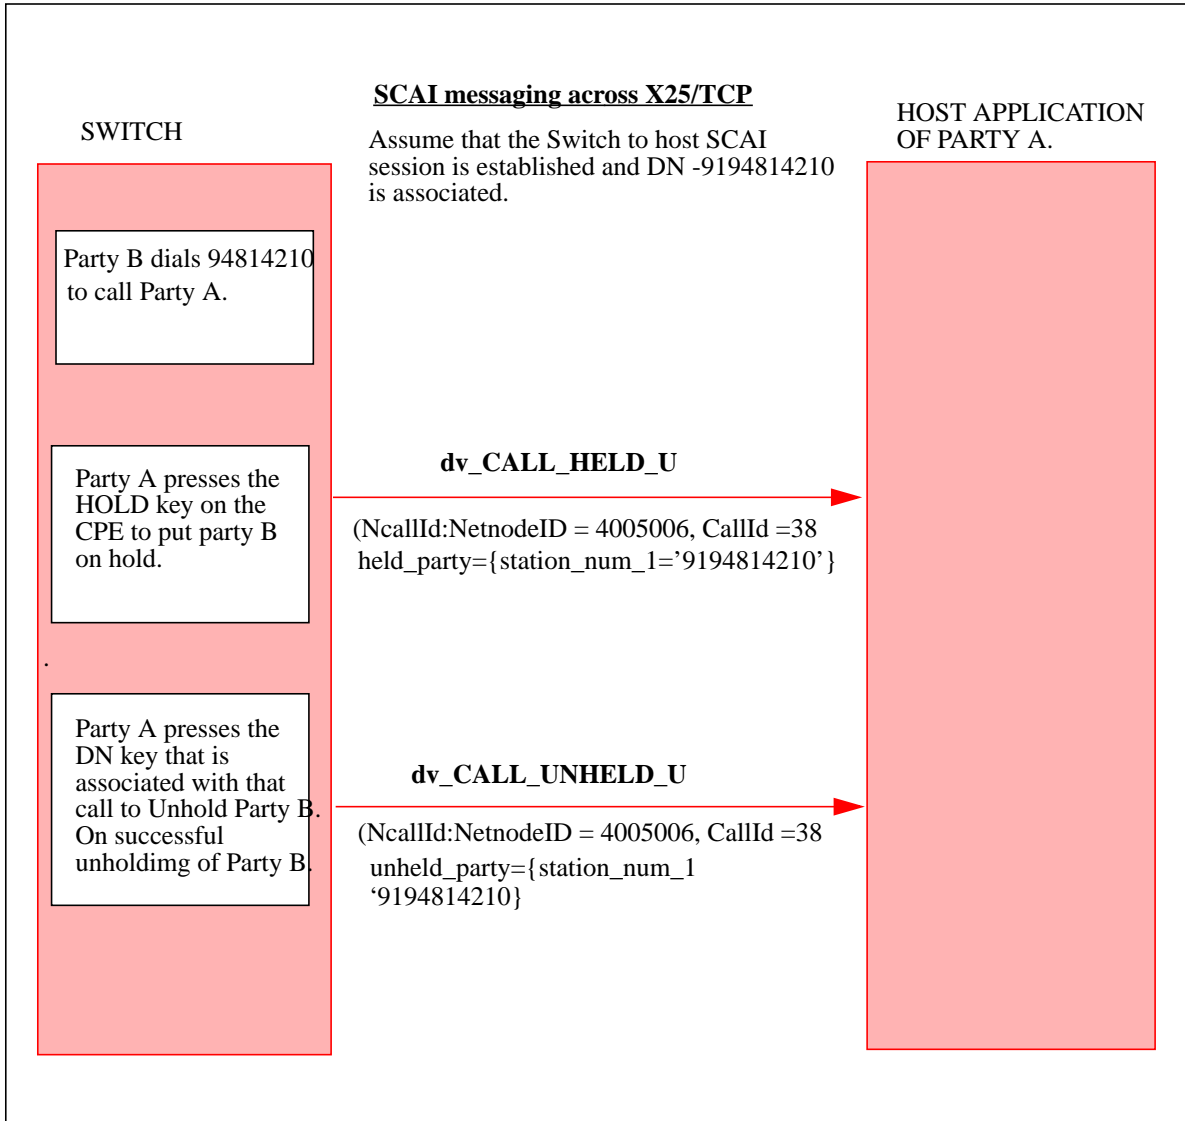 SCAI messaging across X25/TCP
SWITCH
HOST APPLICATION
OF PARTY A.
Assume that the Switch to host SCAI
session is established and DN -9194814210
is associated.
Party B dials 94814210
to call Party A.
dv_CALL_HELD_U
Party A presses the
HOLD key on the
CPE to put party B
on hold.
(NcallId:NetnodeID = 4005006, CallId =38
held_party={station_num_1=’9194814210’}
.
Party A presses the
DN key that is
associated with that
call to Unhold Party B.
On successful
unholdimg of Party B.
dv_CALL_UNHELD_U
(NcallId:NetnodeID = 4005006, CallId =38
unheld_party={station_num_1
‘9194814210}